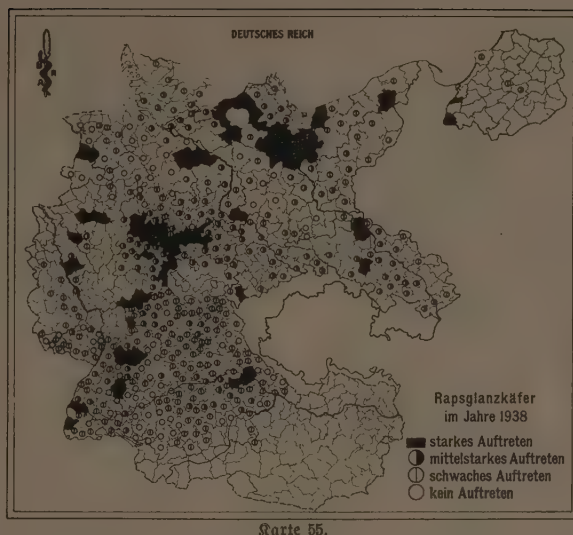 DEUTSCHES REICH
Rapsglanzkäfer
im Jahre 1938
starkes Auftreten
mittelstarkes Auftreten
schwaches Auftreten
kein Auftreten
Karte 55.